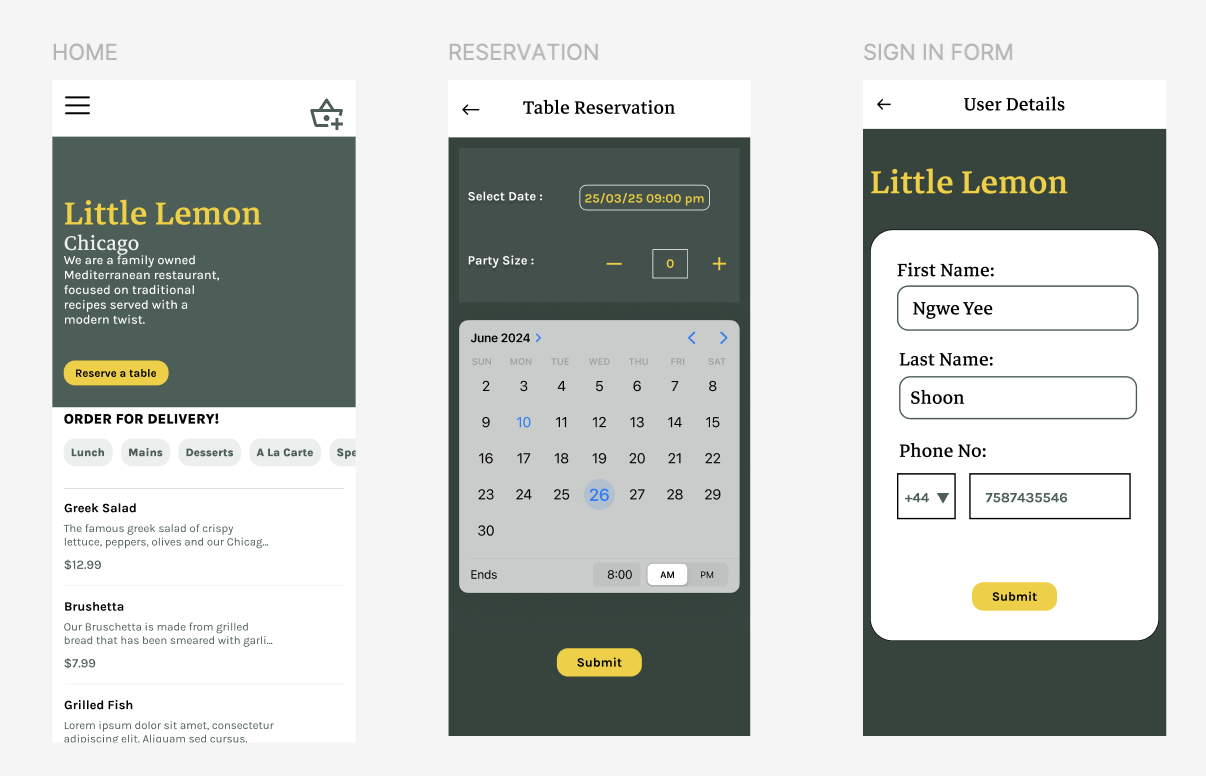 HOME
Little Lemon
Chicago
We are a family owned
Mediterranean restaurant,
focused on traditional
recipes served with a
modern twist.
Reserve a table
ORDER FOR DELIVERY!
Lunch Mains Desserts A La Carte Spe
Greek Salad
The famous greek salad of crispy
lettuce, peppers, olives and our Chicag...
$12.99
Brushetta
Our Bruschetta is made from grilled
bread that has been smeared with garli...
$7.99
Grilled Fish
Lorem ipsum dolor sit amet, consectetur
adipiscing elit. Aliquam sed cursus.
RESERVATION
Table Reservation
Select Date : 25/03/25 09:00 pm
Party Size : 0
June 2024
SUN MON TUE WED THU FRI SAT
2 3 4 5 6 7 8
9 10 11 12 13 14 15
16 17 18 19 20 21 22
23 24 25 26 27 28 29
30
Ends 8:00 AM PM
Submit
SIGN IN FORM
User Details
Little Lemon
First Name:
Ngwe Yee
Last Name:
Shoon
Phone No:
+44 7587435546
Submit